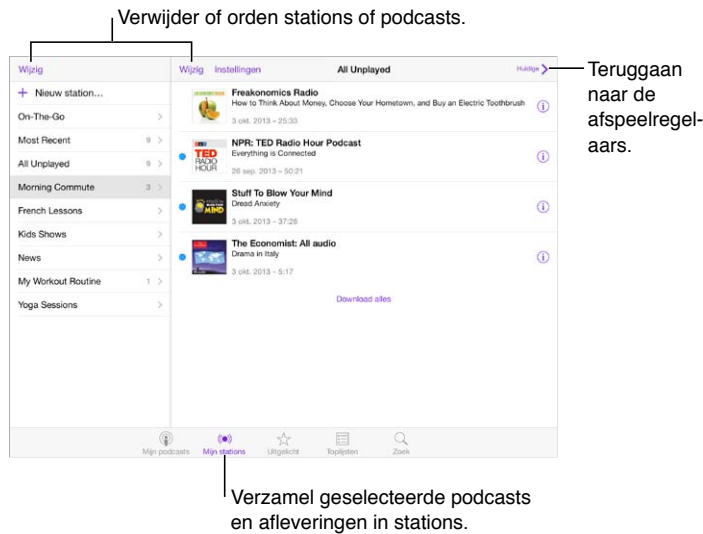 Verwijder of orden stations of podcasts.
Wijzig
Wijzig Instellingen All Unplayed Huidige
Teruggaan
naar de
afspeelregel-
aars.
+ Nieuw station...
On-The-Go
Most Recent 9
All Unplayed 9
Morning Commute 3
French Lessons
Kids Shows
News
My Workout Routine 1
Yoga Sessions
Freakonomics Radio
How to Think About Money, Choose Your Hometown, and Buy an Electric Toothbrush
3 okt. 2013 – 25:33
TED
RADIO
HOUR
NPR: TED Radio Hour Podcast
Everything is Connected
26 sep. 2013 – 50:21
Stuff To Blow Your Mind
Dread Anxiety
3 okt. 2013 – 37:28
MIND
The Economist: All audio
Drama in Italy
3 okt. 2013 – 5:17
Download alles
Mijn podcasts Mijn stations Uitgelicht Toplijsten Zoek
Verzamel geselecteerde podcasts
en afleveringen in stations.